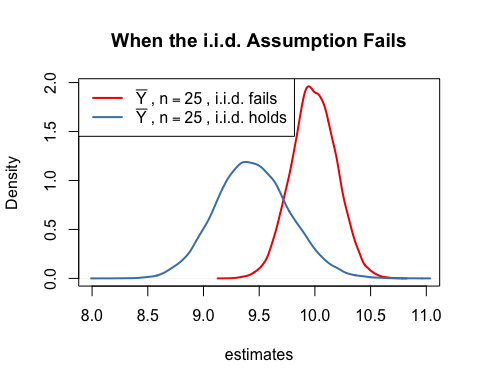 When the i.i.d. Assumption Fails
Y̅ , n = 25 , i.i.d. fails
Y̅ , n = 25 , i.i.d. holds
Density
2.0
1.5
1.0
0.5
0.0
8.0 8.5 9.0 9.5 10.0 10.5 11.0
estimates